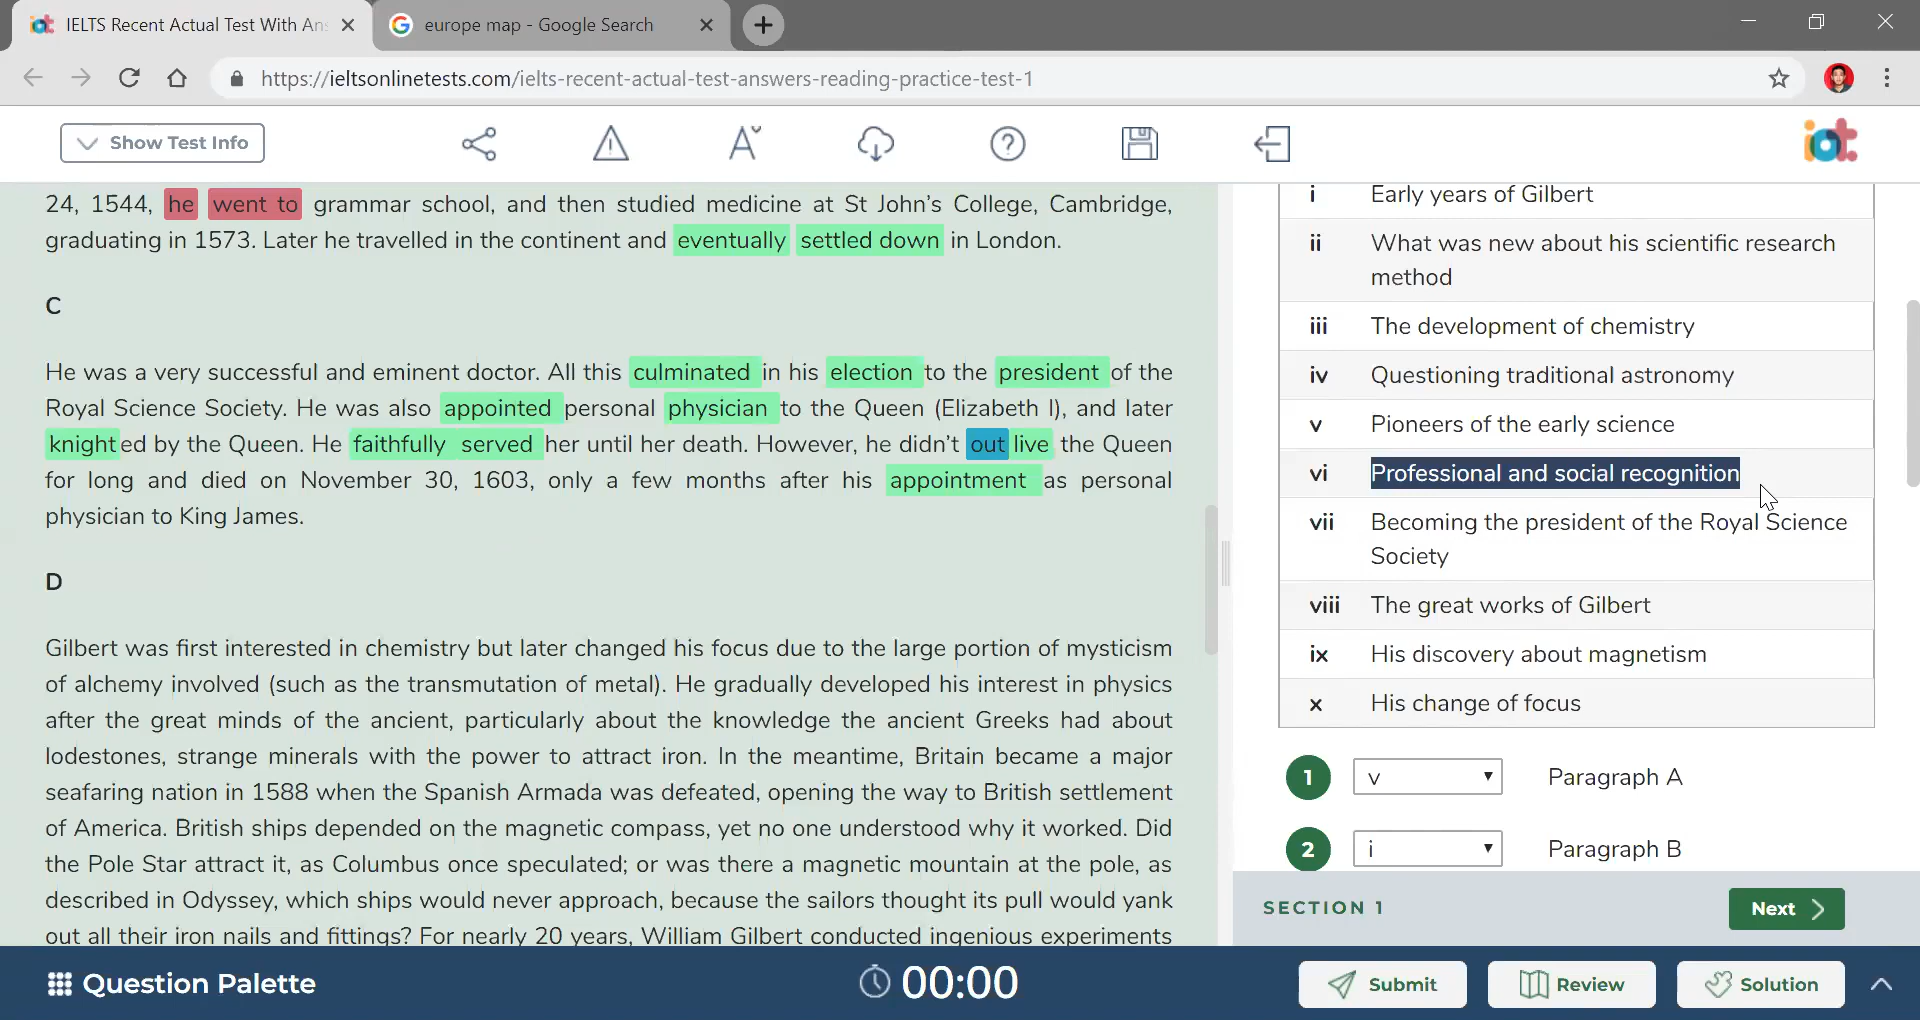 IELTS Recent Actual Test With An
europe map - Google Search
https://ieltsonlinetests.com/ielts-recent-actual-test-answers-reading-practice-test-1
Show Test Info
iot
24, 1544, he went to grammar school, and then studied medicine at St John's College, Cambridge,
graduating in 1573. Later he travelled in the continent and eventually settled down in London.
C
He was a very successful and eminent doctor. All this culminated in his election to the president of the
Royal Science Society. He was also appointed personal physician to the Queen (Elizabeth I), and later
knighted by the Queen. He faithfully served her until her death. However, he didn't outlive the Queen
for long and died on November 30, 1603, only a few months after his appointment as personal
physician to King James.
D
Gilbert was first interested in chemistry but later changed his focus due to the large portion of mysticism
of alchemy involved (such as the transmutation of metal). He gradually developed his interest in physics
after the great minds of the ancient, particularly about the knowledge the ancient Greeks had about
lodestones, strange minerals with the power to attract iron. In the meantime, Britain became a major
seafaring nation in 1588 when the Spanish Armada was defeated, opening the way to British settlement
of America. British ships depended on the magnetic compass, yet no one understood why it worked. Did
the Pole Star attract it, as Columbus once speculated; or was there a magnetic mountain at the pole, as
described in Odyssey, which ships would never approach, because the sailors thought its pull would yank
out all their iron nails and fittings? For nearly 20 years, William Gilbert conducted ingenious experiments
i Early years of Gilbert
ii What was new about his scientific research
method
iii The development of chemistry
iv Questioning traditional astronomy
v Pioneers of the early science
vi Professional and social recognition
vii Becoming the president of the Royal Science
Society
viii The great works of Gilbert
ix His discovery about magnetism
x His change of focus
1 v Paragraph A
2 i Paragraph B
SECTION 1
Next
Question Palette
00:00
Submit
Review
Solution